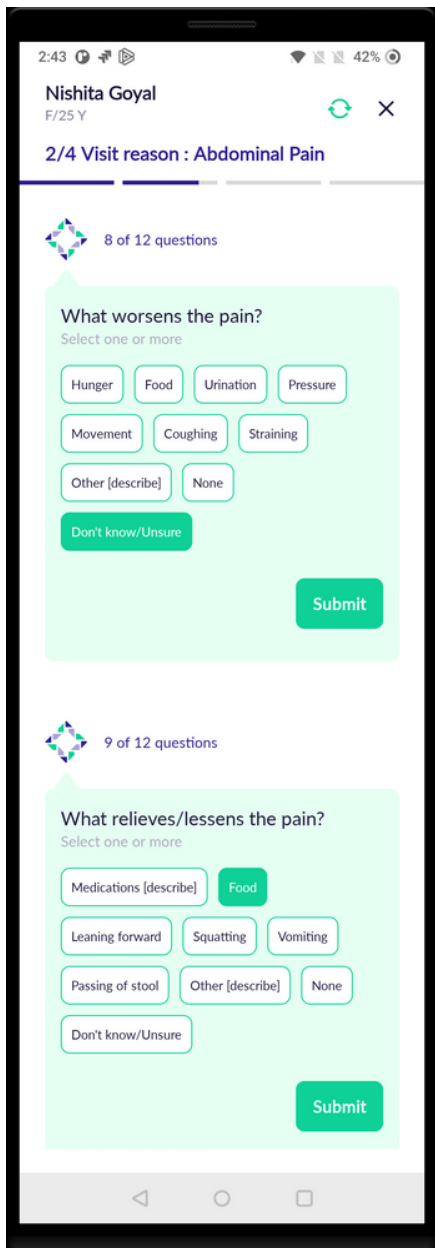 2:43 42%
Nishita Goyal
F/25 Y
2/4 Visit reason : Abdominal Pain
8 of 12 questions
What worsens the pain?
Select one or more
Hunger Food Urination Pressure
Movement Coughing Straining
Other [describe] None
Don't know/Unsure
Submit
9 of 12 questions
What relieves/lessens the pain?
Select one or more
Medications [describe] Food
Leaning forward Squatting Vomiting
Passing of stool Other [describe] None
Don't know/Unsure
Submit